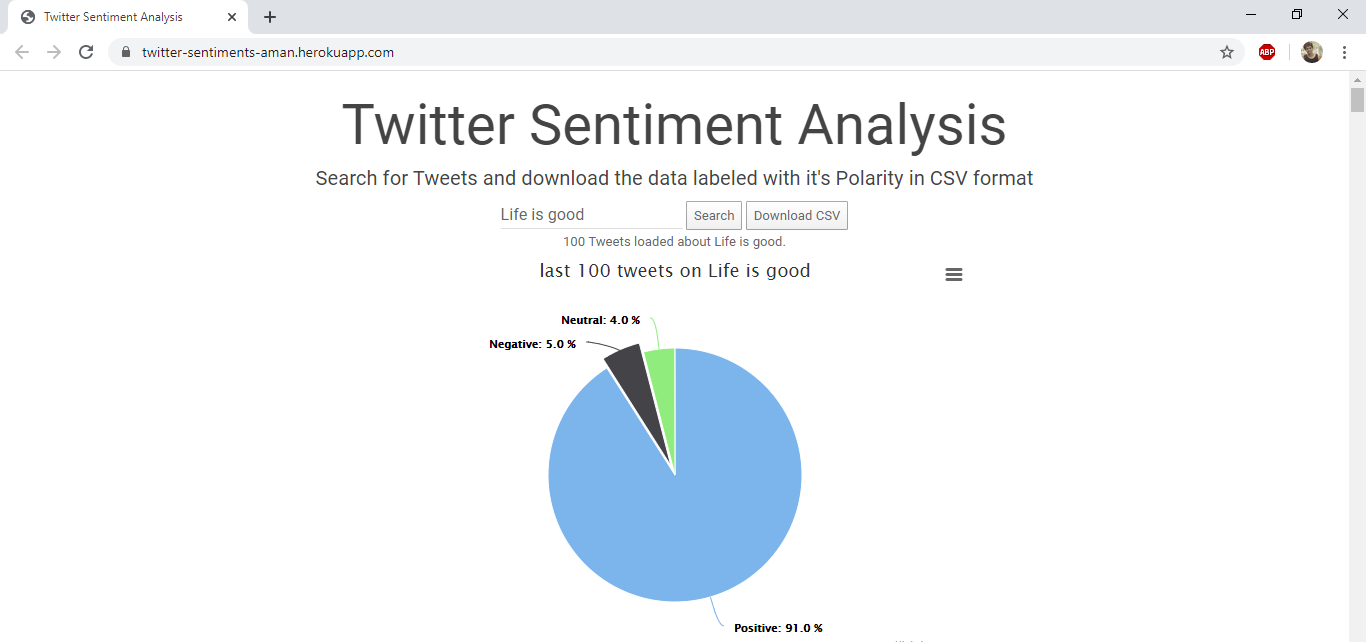 Twitter Sentiment Analysis
twitter-sentiments-aman.herokuapp.com
ABP
Twitter Sentiment Analysis
Search for Tweets and download the data labeled with it's Polarity in CSV format
Life is good Search Download CSV
100 Tweets loaded about Life is good.
last 100 tweets on Life is good
Neutral: 4.0 %
Negative: 5.0 %
Positive: 91.0 %